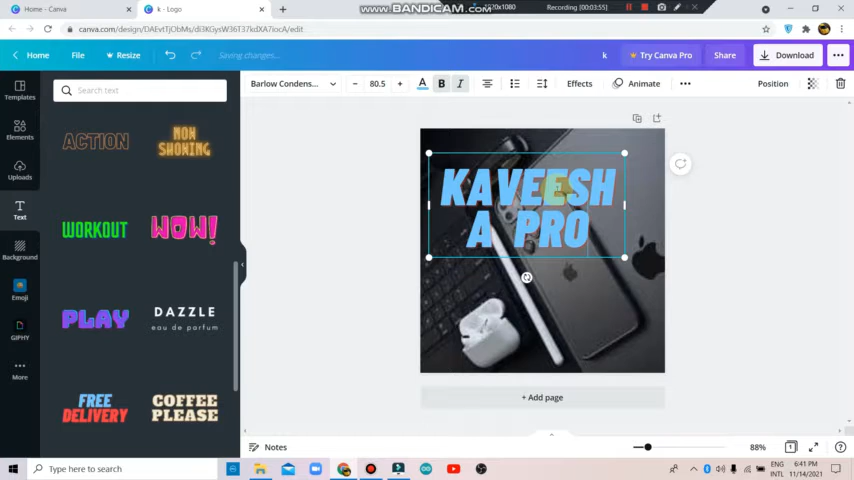 Home - Canva
k - Logo
www.BANDICAM.com
1920x1080
Recording [00:03:55]
canva.com/design/DAEvtTjObMs/di3KGysW36T37kdXA7iocA/edit
Home
File
Resize
Saving changes...
k
Try Canva Pro
Share
Download
Barlow Condens...
80.5
A
B
I
Effects
Animate
Position
Templates
Elements
Uploads
Text
Background
Emoji
GIPHY
More
Search text
ACTION
NOW
SHOWING
WORKOUT
WOW!
PLAY
DAZZLE
eau de parfum
FREE
DELIVERY
COFFEE
PLEASE
KAVEESH
A PRO
+ Add page
Notes
88%
1
Type here to search
ENG
INTL
6:41 PM
11/14/2021